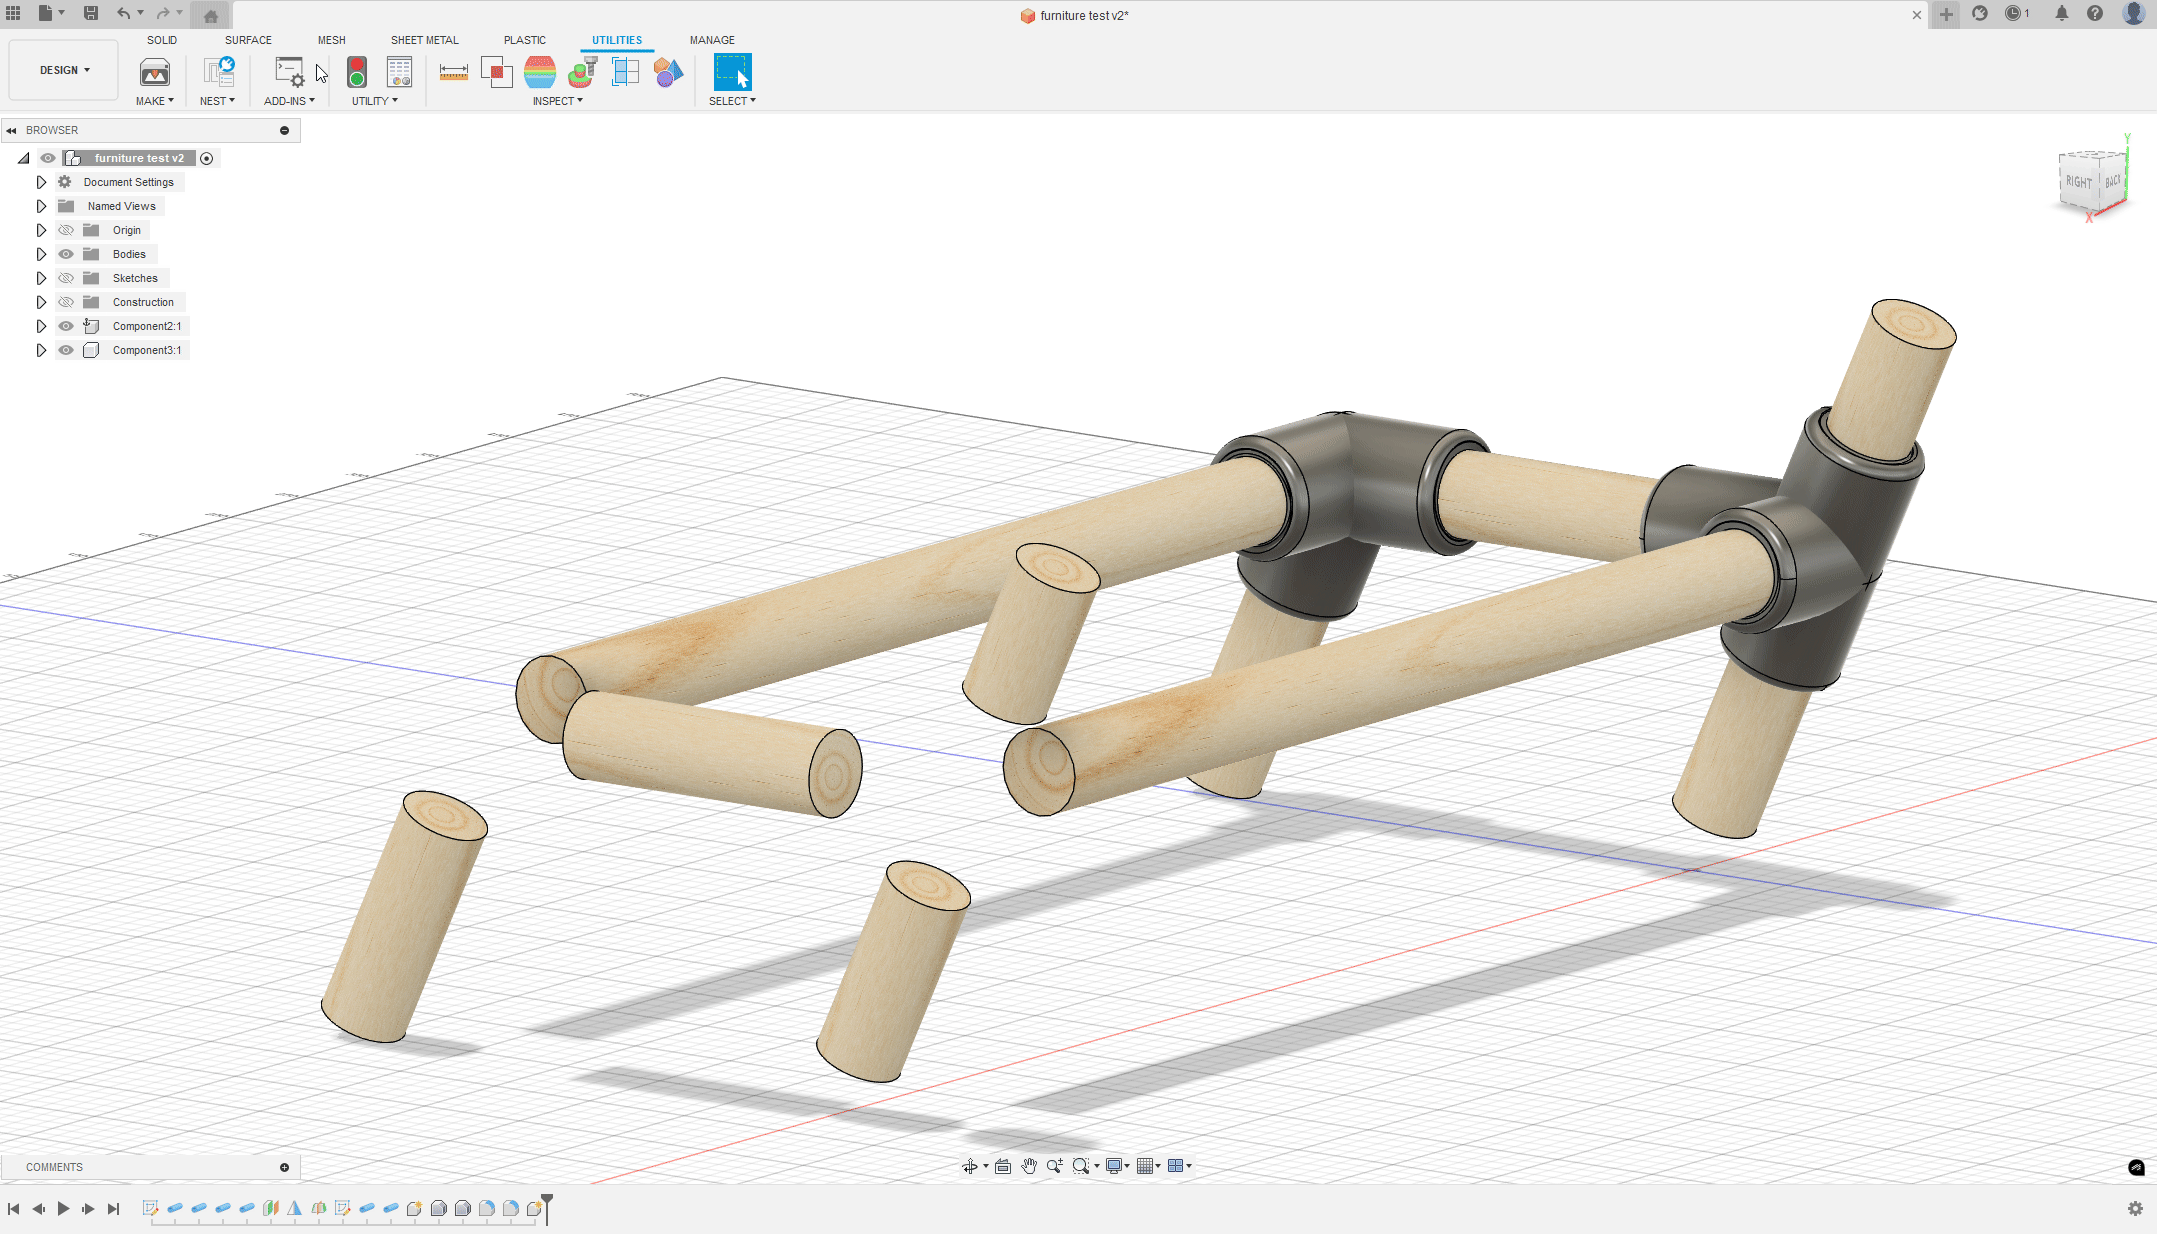 furniture test v2*
1
SOLID SURFACE MESH SHEET METAL PLASTIC UTILITIES MANAGE
DESIGN
MAKE NEST ADD-INS UTILITY INSPECT SELECT
BROWSER
furniture test v2
Document Settings
Named Views
Origin
Bodies
Sketches
Construction
Component2:1
Component3:1
Y
RIGHT BACK
X
COMMENTS